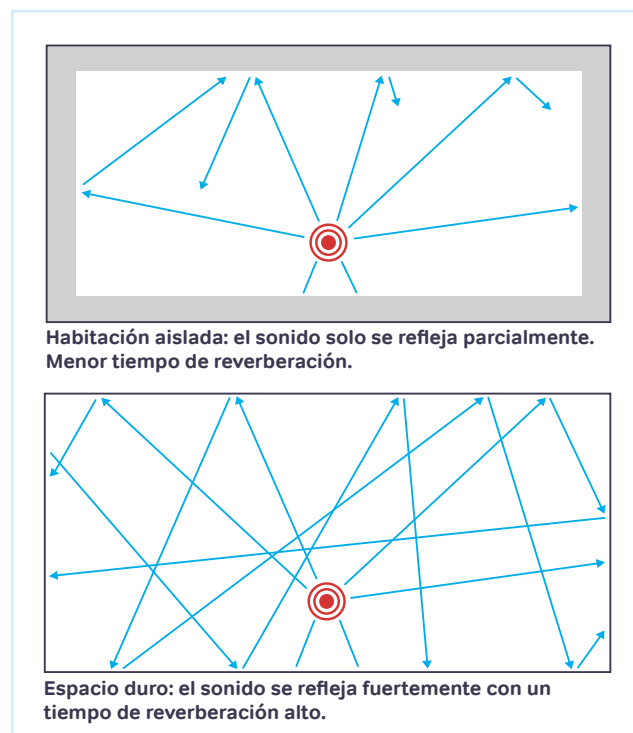 Habitación aislada: el sonido solo se refleja parcialmente.
Menor tiempo de reverberación.
Espacio duro: el sonido se refleja fuertemente con un
tiempo de reverberación alto.